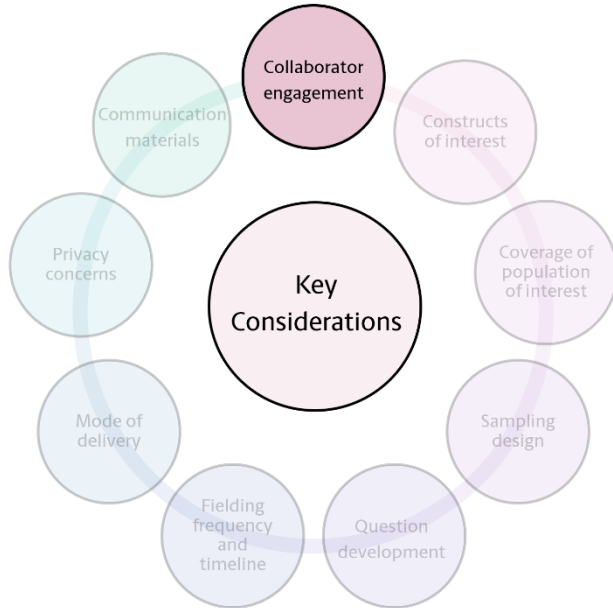 Collaborator
engagement
Constructs
of interest
Coverage of
population
of interest
Sampling
design
Question
development
Fielding
frequency
and
timeline
Mode of
delivery
Privacy
concerns
Communication
materials
Key
Considerations